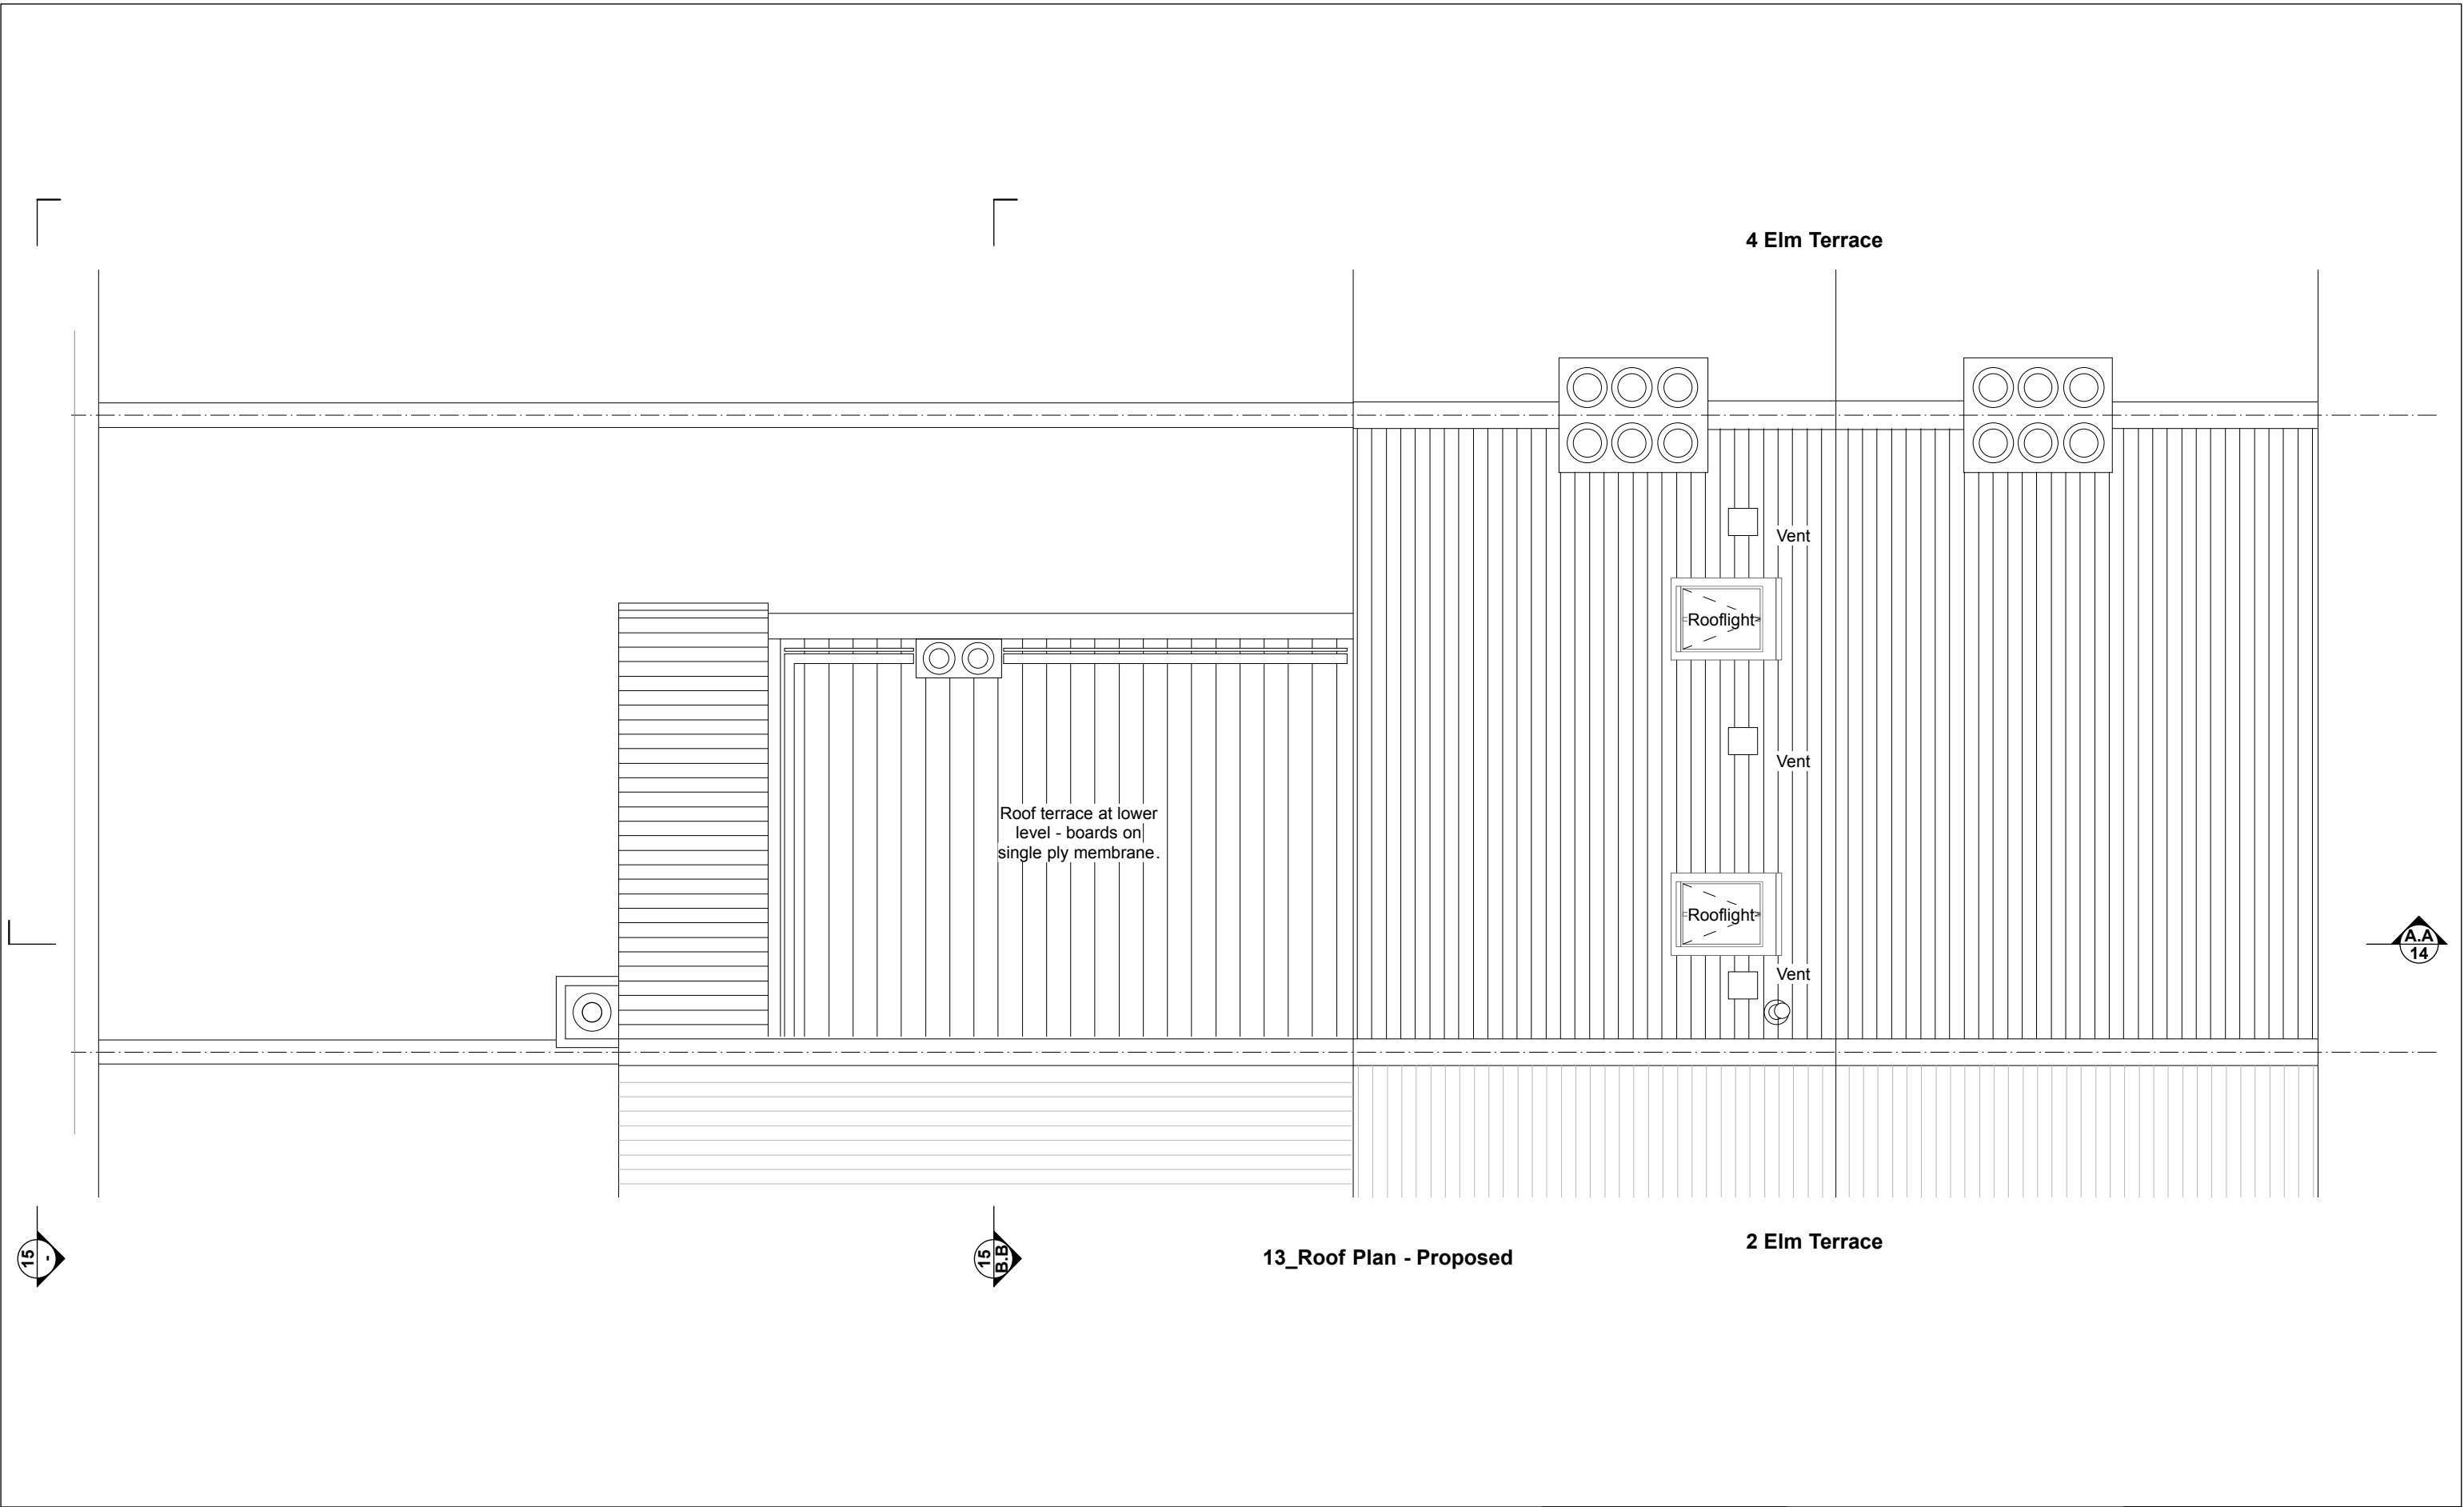 4 Elm Terrace
Vent
Rooflight
Vent
Roof terrace at lower
level - boards on
single ply membrane.
Rooflight
A.A
14
Vent
15
-
15
B.B
13_Roof Plan - Proposed
2 Elm Terrace